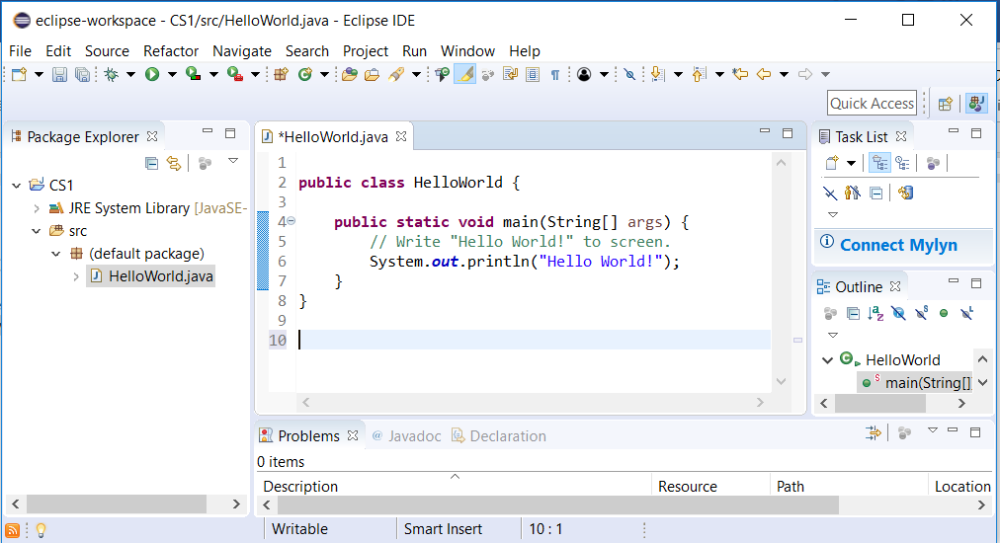 eclipse-workspace - CS1/src/HelloWorld.java - Eclipse IDE
File Edit Source Refactor Navigate Search Project Run Window Help
Quick Access
Package Explorer
CS1
JRE System Library [JavaSE-
src
(default package)
HelloWorld.java
*HelloWorld.java
1
2 public class HelloWorld {
3
4 public static void main(String[] args) {
5 // Write "Hello World!" to screen.
6 System.out.println("Hello World!");
7 }
8 }
9
10
Task List
Connect Mylyn
Outline
HelloWorld
main(String[]
Problems Javadoc Declaration
0 items
Description Resource Path Location
Writable Smart Insert 10 : 1